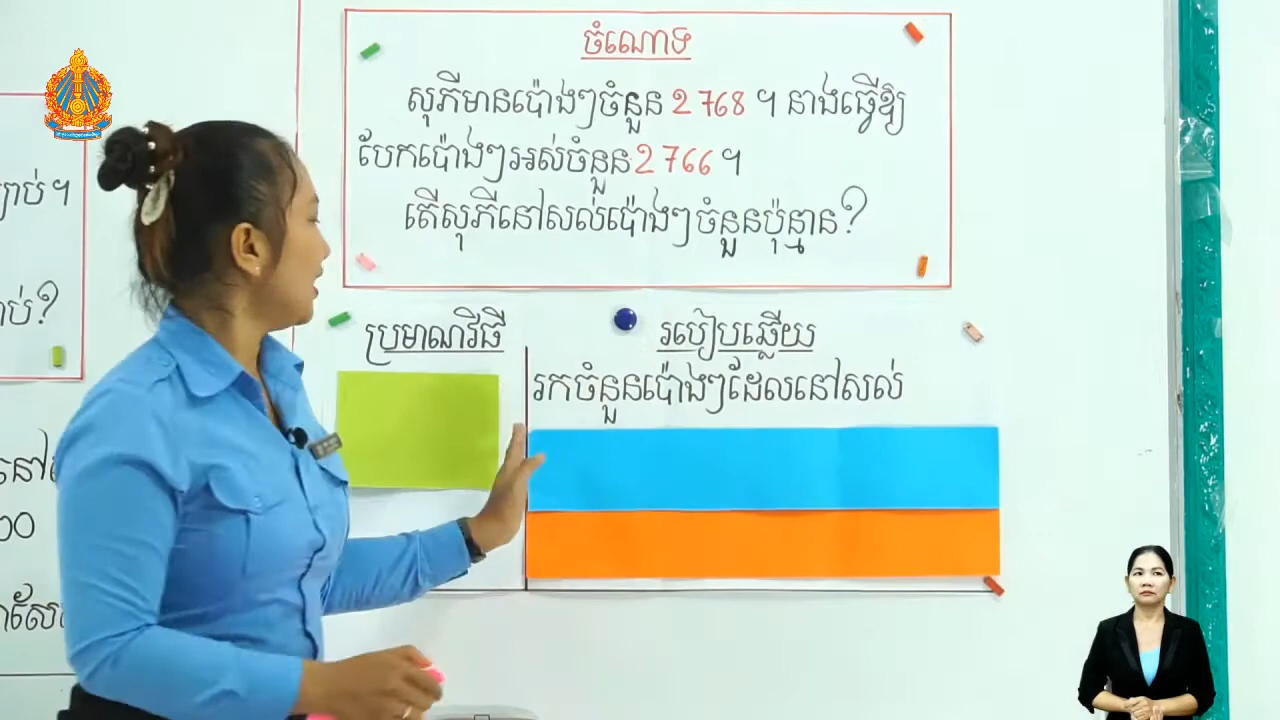 ចំណោទ
សុភីមានប៉ោងៗចំនួន 2 768 ។ នាងធ្វើឱ្យ
បែកប៉ោងៗអស់ចំនួន 2 766 ។
តើសុភីនៅសល់ប៉ោងៗចំនួនប៉ុន្មាន?
ប្រមាណវិធី
របៀបឆ្លើយ
រកចំនួនប៉ោងៗដែលនៅសល់